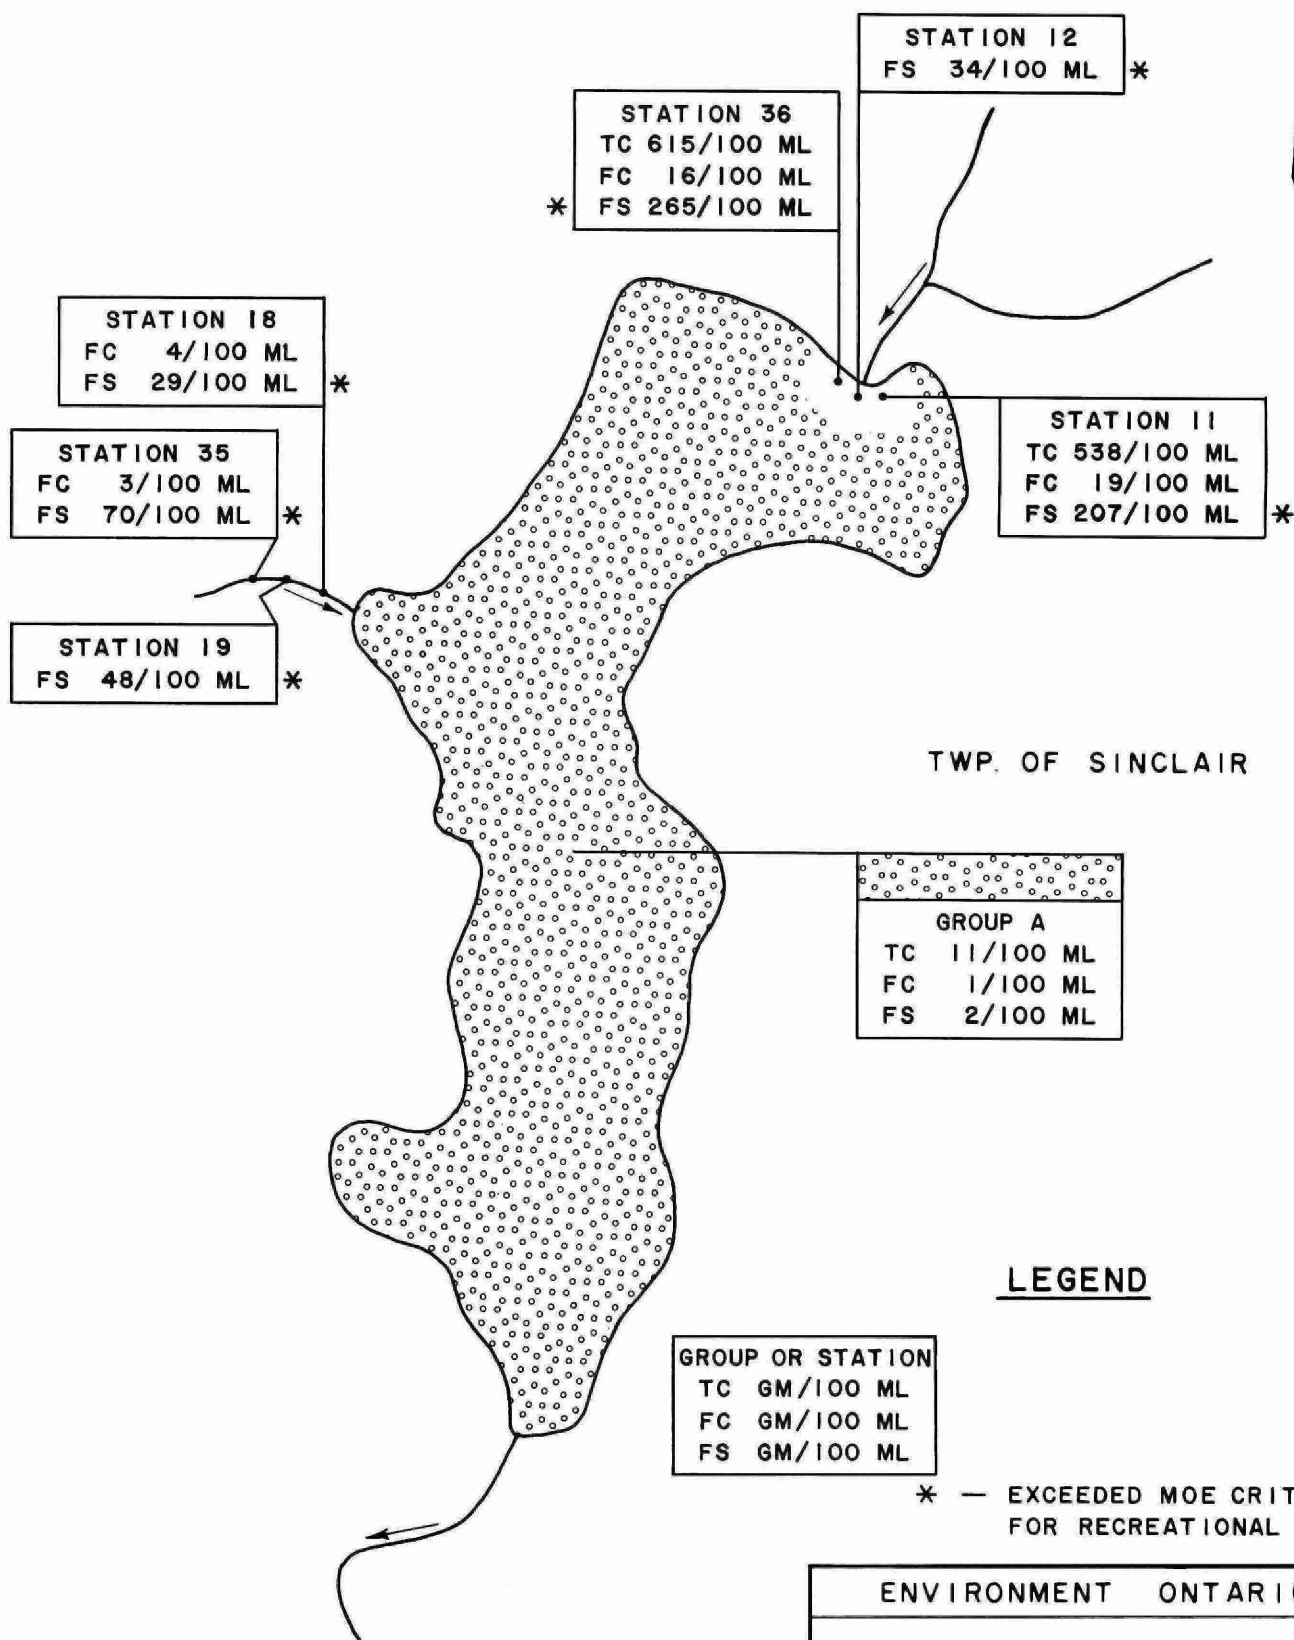 STATION 12
FS 34/100 ML *
STATION 36
TC 615/100 ML
FC 16/100 ML
* FS 265/100 ML
STATION 18
FC 4/100 ML
FS 29/100 ML *
STATION 11
TC 538/100 ML
FC 19/100 ML
FS 207/100 ML *
STATION 35
FC 3/100 ML
FS 70/100 ML *
STATION 19
FS 48/100 ML *
TWP. OF SINCLAIR
GROUP A
TC 11/100 ML
FC 1/100 ML
FS 2/100 ML
LEGEND
GROUP OR STATION
TC GM/100 ML
FC GM/100 ML
FS GM/100 ML
* — EXCEEDED MOE CRIT
FOR RECREATIONAL
ENVIRONMENT ONTARIO